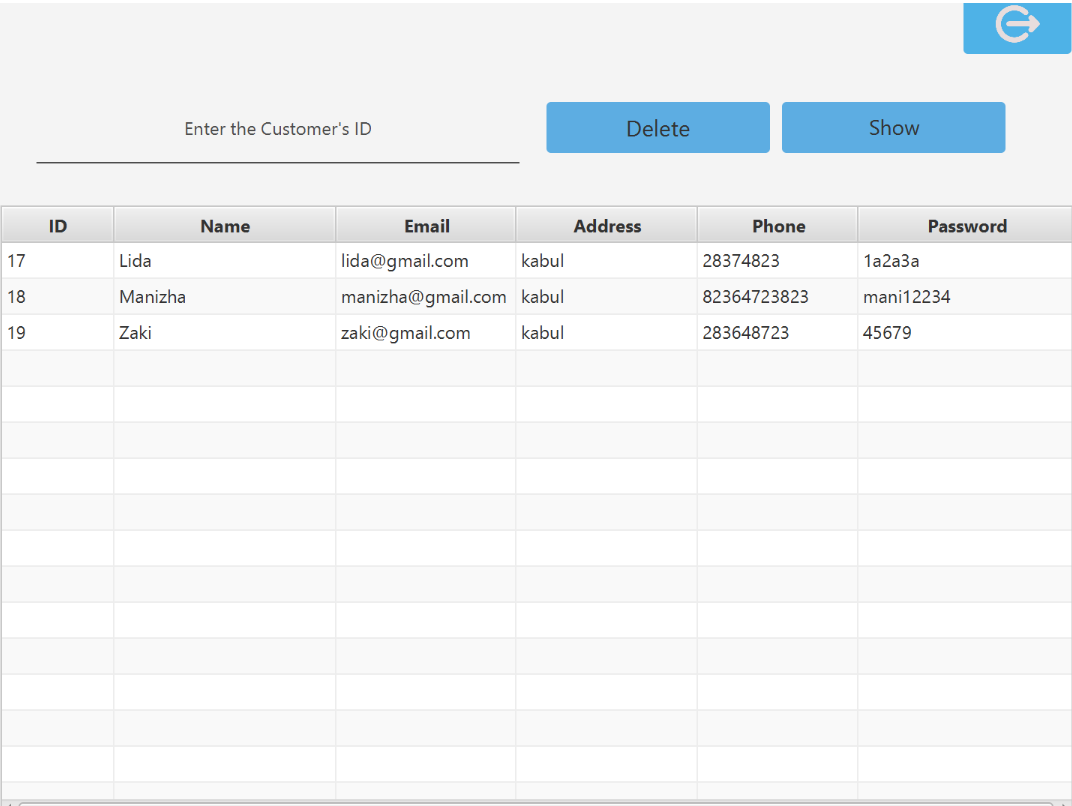 Enter the Customer's ID
Delete
Show
ID Name Email Address Phone Password
17 Lida lida@gmail.com kabul 28374823 1a2a3a
18 Manizha manizha@gmail.com kabul 82364723823 mani12234
19 Zaki zaki@gmail.com kabul 283648723 45679